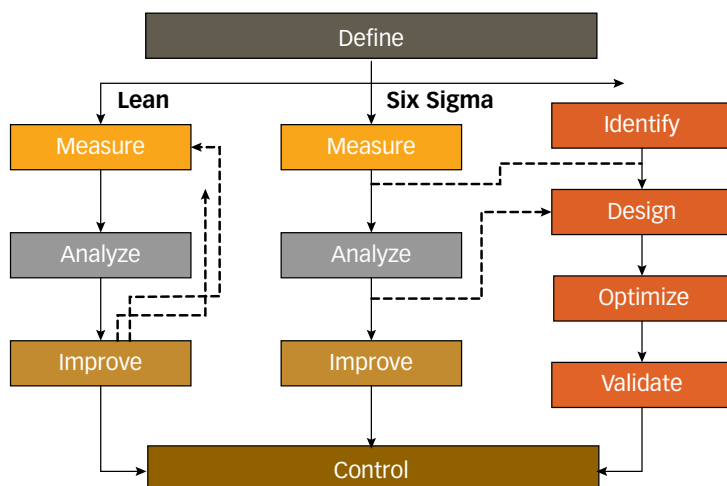 Define
Lean
Six Sigma
Measure
Measure
Identify
Design
Analyze
Analyze
Optimize
Improve
Improve
Validate
Control